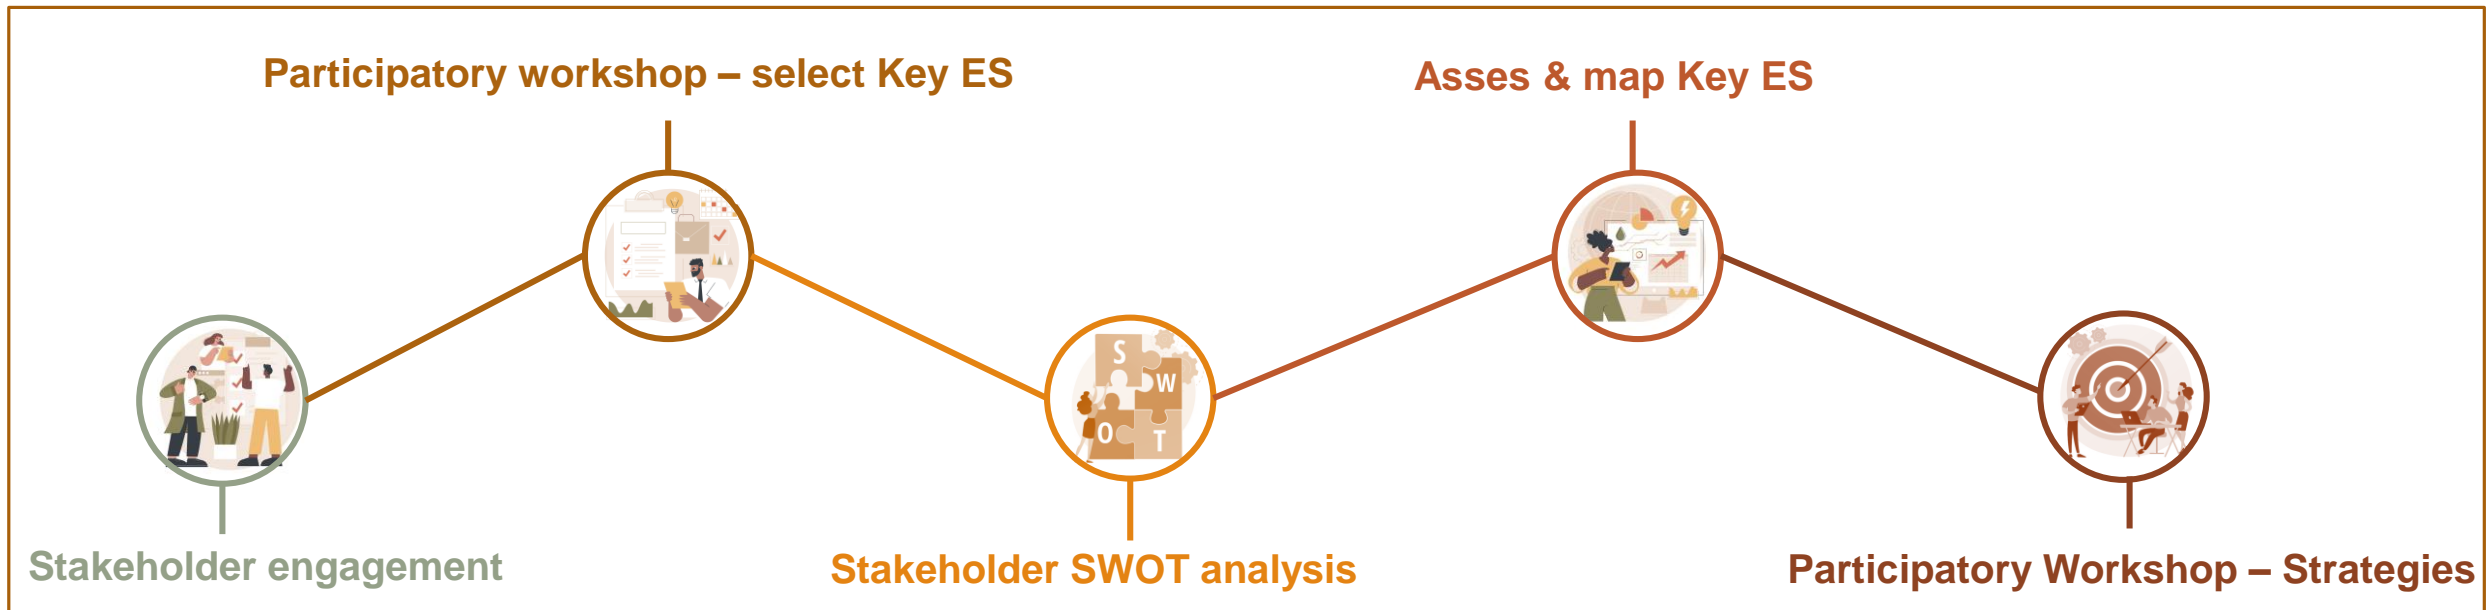 Participatory workshop – select Key ES
Asses & map Key ES
S
W
O
T
Stakeholder engagement
Stakeholder SWOT analysis
Participatory Workshop – Strategies